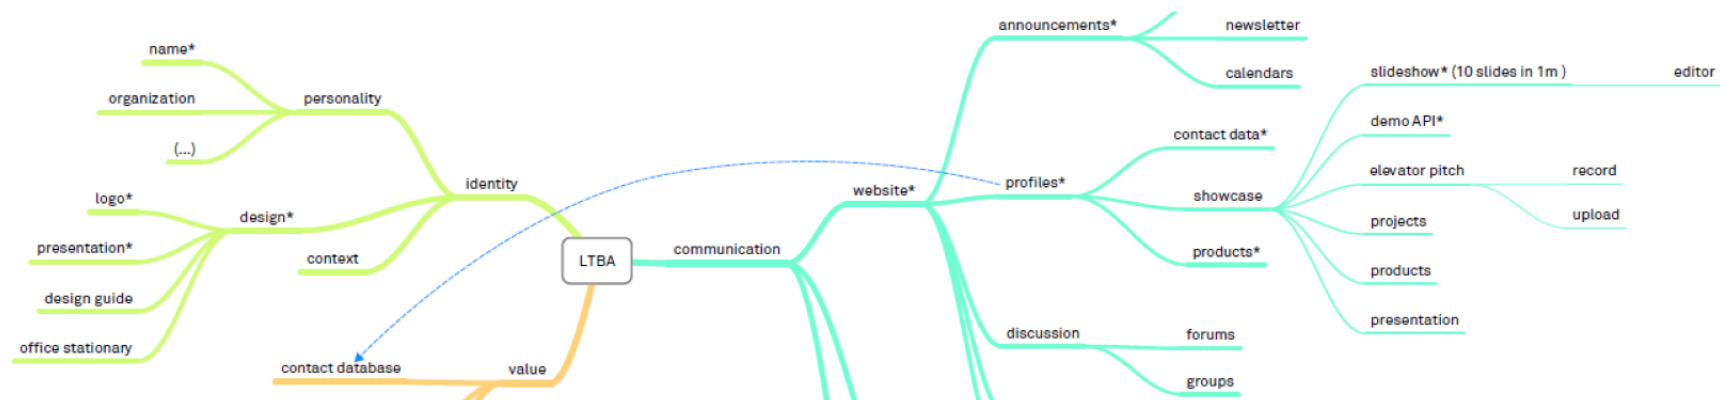 name*
organization
(...)
personality
logo*
presentation*
design guide
office stationary
design*
context
identity
LTBA
contact database
value
communication
website*
announcements*
newsletter
calendars
profiles*
contact data*
showcase
products*
slideshow* (10 slides in 1m )
editor
demo API*
elevator pitch
record
upload
projects
products
presentation
discussion
forums
groups